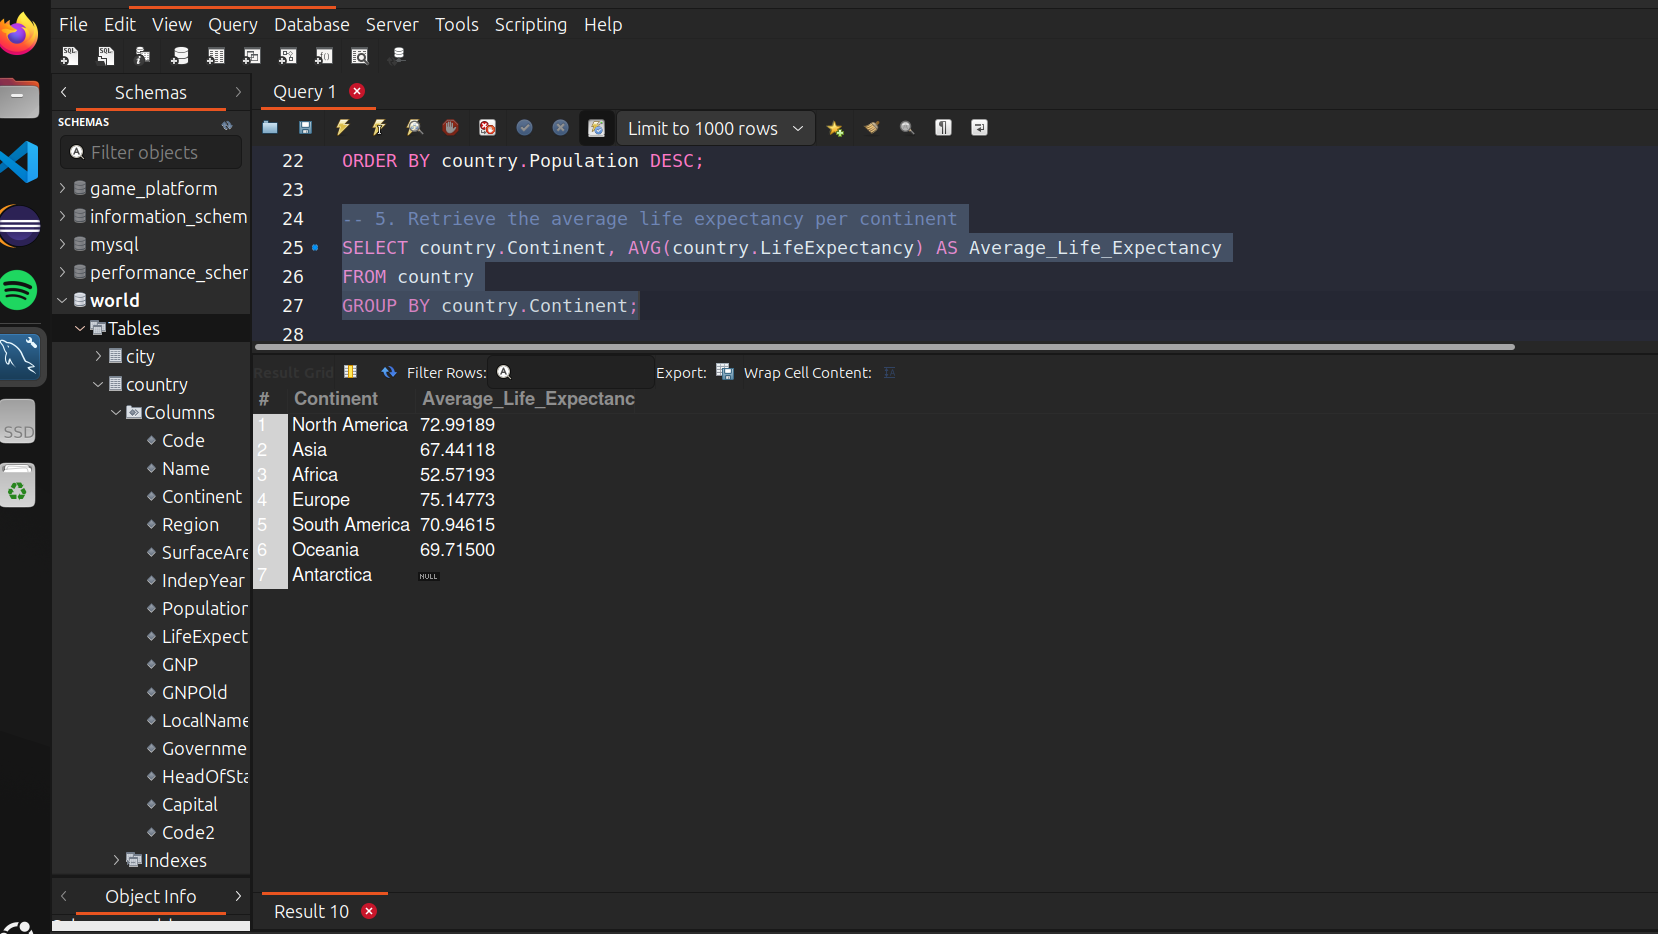 File Edit View Query Database Server Tools Scripting Help
Schemas
Query 1
SCHEMAS
Filter objects
Limit to 1000 rows
game_platform
information_schem
mysql
performance_scher
world
Tables
city
country
Columns
Code
Name
Continent
Region
SurfaceAre
IndepYear
Population
LifeExpect
GNP
GNPOld
LocalName
Governme
HeadOfSta
Capital
Code2
Indexes
Object Info
SSD
22 ORDER BY country.Population DESC;
23
24 -- 5. Retrieve the average life expectancy per continent
25 SELECT country.Continent, AVG(country.LifeExpectancy) AS Average_Life_Expectancy
26 FROM country
27 GROUP BY country.Continent;
28
Result Grid Filter Rows: Export: Wrap Cell Content:
# Continent Average_Life_Expectanc
1 North America 72.99189
2 Asia 67.44118
3 Africa 52.57193
4 Europe 75.14773
5 South America 70.94615
6 Oceania 69.71500
7 Antarctica NULL
Result 10